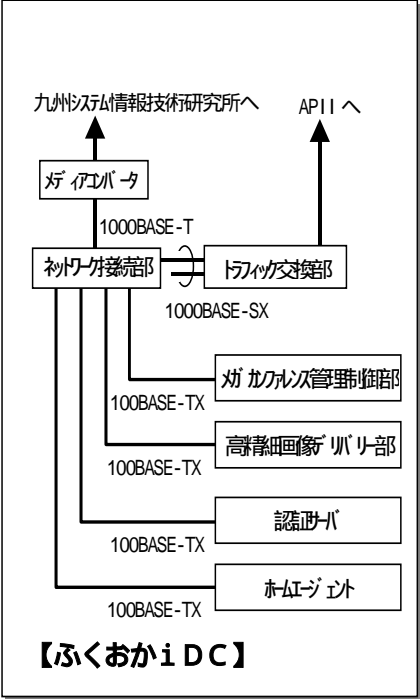 九州システム情報技術研究所へ
APIIへ
メディアコンバータ
1000BASE-T
ネットワーク接続部
トラフィック交換部
1000BASE-SX
メガカンファレンス管理制御部
100BASE-TX
高精細画像デリバリー部
100BASE-TX
認証サーバ
100BASE-TX
ホームエージェント
100BASE-TX
【ふくおかｉＤＣ】